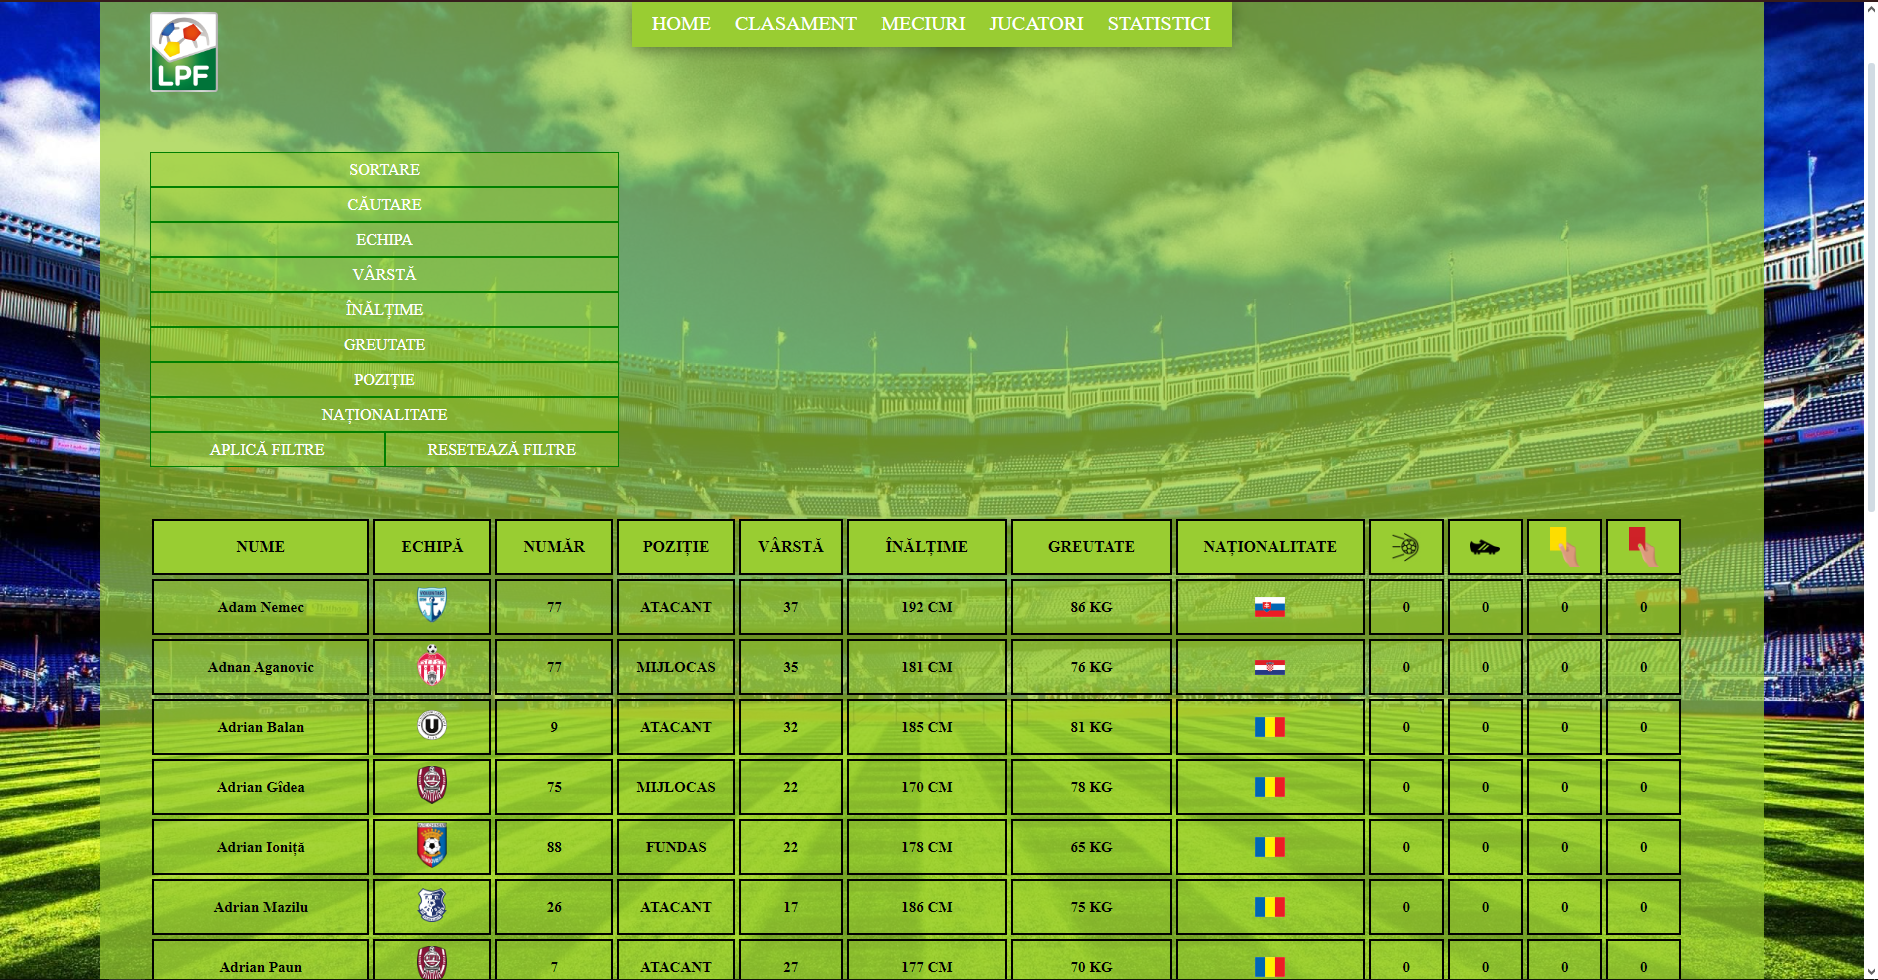 HOME CLASAMENT MECIURI JUCATORI STATISTICI
LPF
SORTARE
CĂUTARE
ECHIPA
VÂRSTĂ
ÎNĂLȚIME
GREUTATE
POZIȚIE
NAȚIONALITATE
APLICĂ FILTRE RESETEAZĂ FILTRE
NUME ECHIPĂ NUMĂR POZIȚIE VÂRSTĂ ÎNĂLȚIME GREUTATE NAȚIONALITATE
Adam Nemec 77 ATACANT 37 192 CM 86 KG 0 0 0 0
Adnan Aganovic 77 MIJLOCAS 35 181 CM 76 KG 0 0 0 0
Adrian Balan U 9 ATACANT 32 185 CM 81 KG 0 0 0 0
Adrian Gîdea 75 MIJLOCAS 22 170 CM 78 KG 0 0 0 0
Adrian Ioniță 88 FUNDAS 22 178 CM 65 KG 0 0 0 0
Adrian Mazilu 26 ATACANT 17 186 CM 75 KG 0 0 0 0
Adrian Paun 7 ATACANT 27 177 CM 70 KG 0 0 0 0